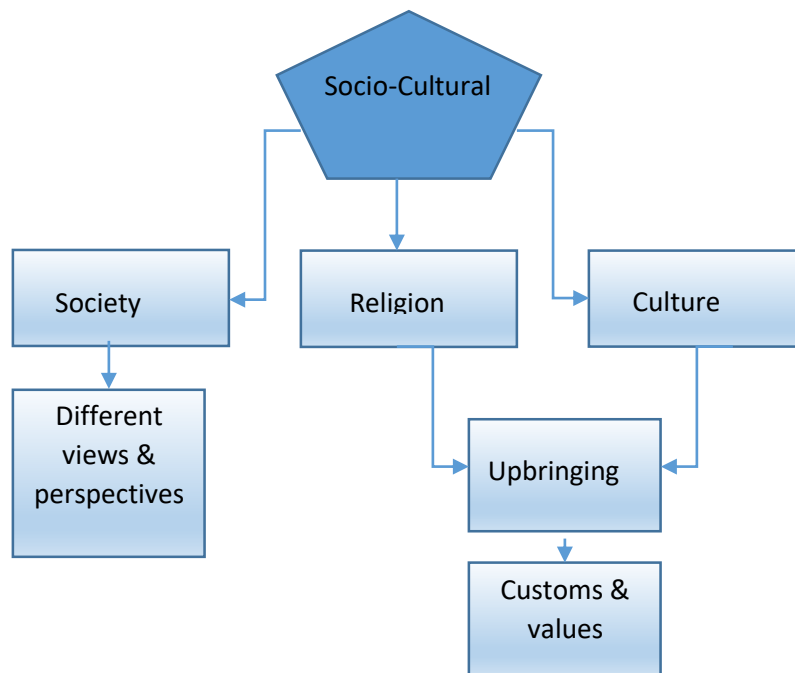 Socio-Cultural
Society
Religion
Culture
Different
views &
perspectives
Upbringing
Customs &
values